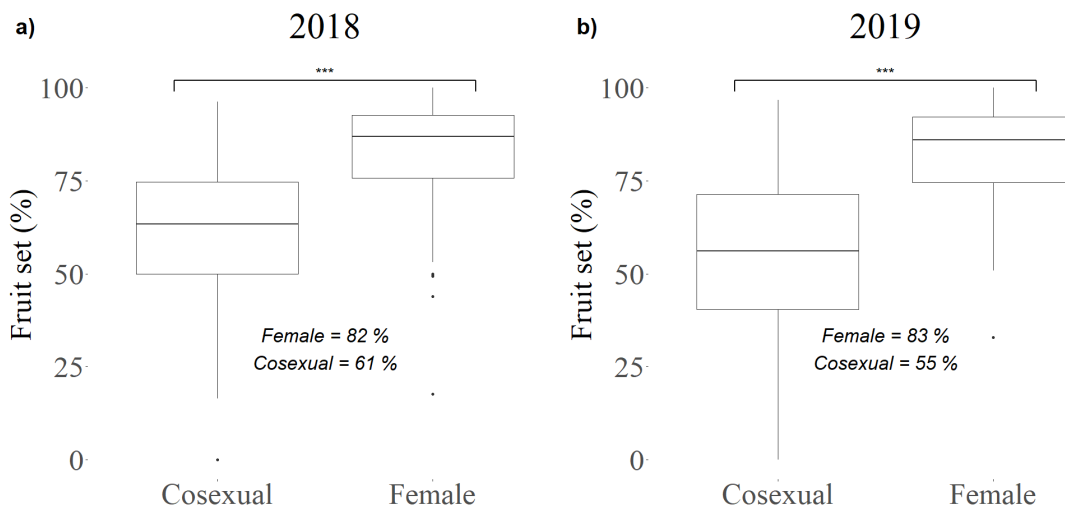 a)
2018
***
Fruit set (%)
100
75
50
25
0
Female = 82 %
Cosexual = 61 %
Cosexual
Female
b)
2019
***
Fruit set (%)
100
75
50
25
0
Female = 83 %
Cosexual = 55 %
Cosexual
Female